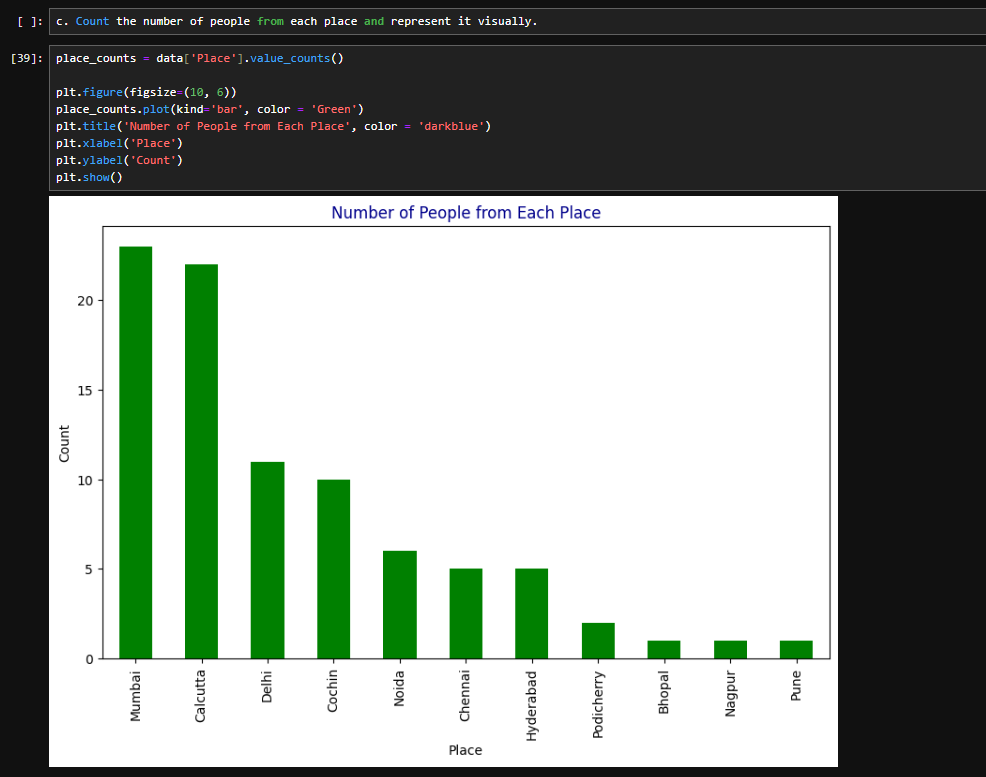 [ ]: c. Count the number of people from each place and represent it visually.
[39]: place_counts = data['Place'].value_counts()
plt.figure(figsize=(10, 6))
place_counts.plot(kind='bar', color = 'Green')
plt.title('Number of People from Each Place', color = 'darkblue')
plt.xlabel('Place')
plt.ylabel('Count')
plt.show()
Number of People from Each Place
Count
20
15
10
5
0
Mumbai
Calcutta
Delhi
Cochin
Noida
Chennai
Hyderabad
Podicherry
Bhopal
Nagpur
Pune
Place